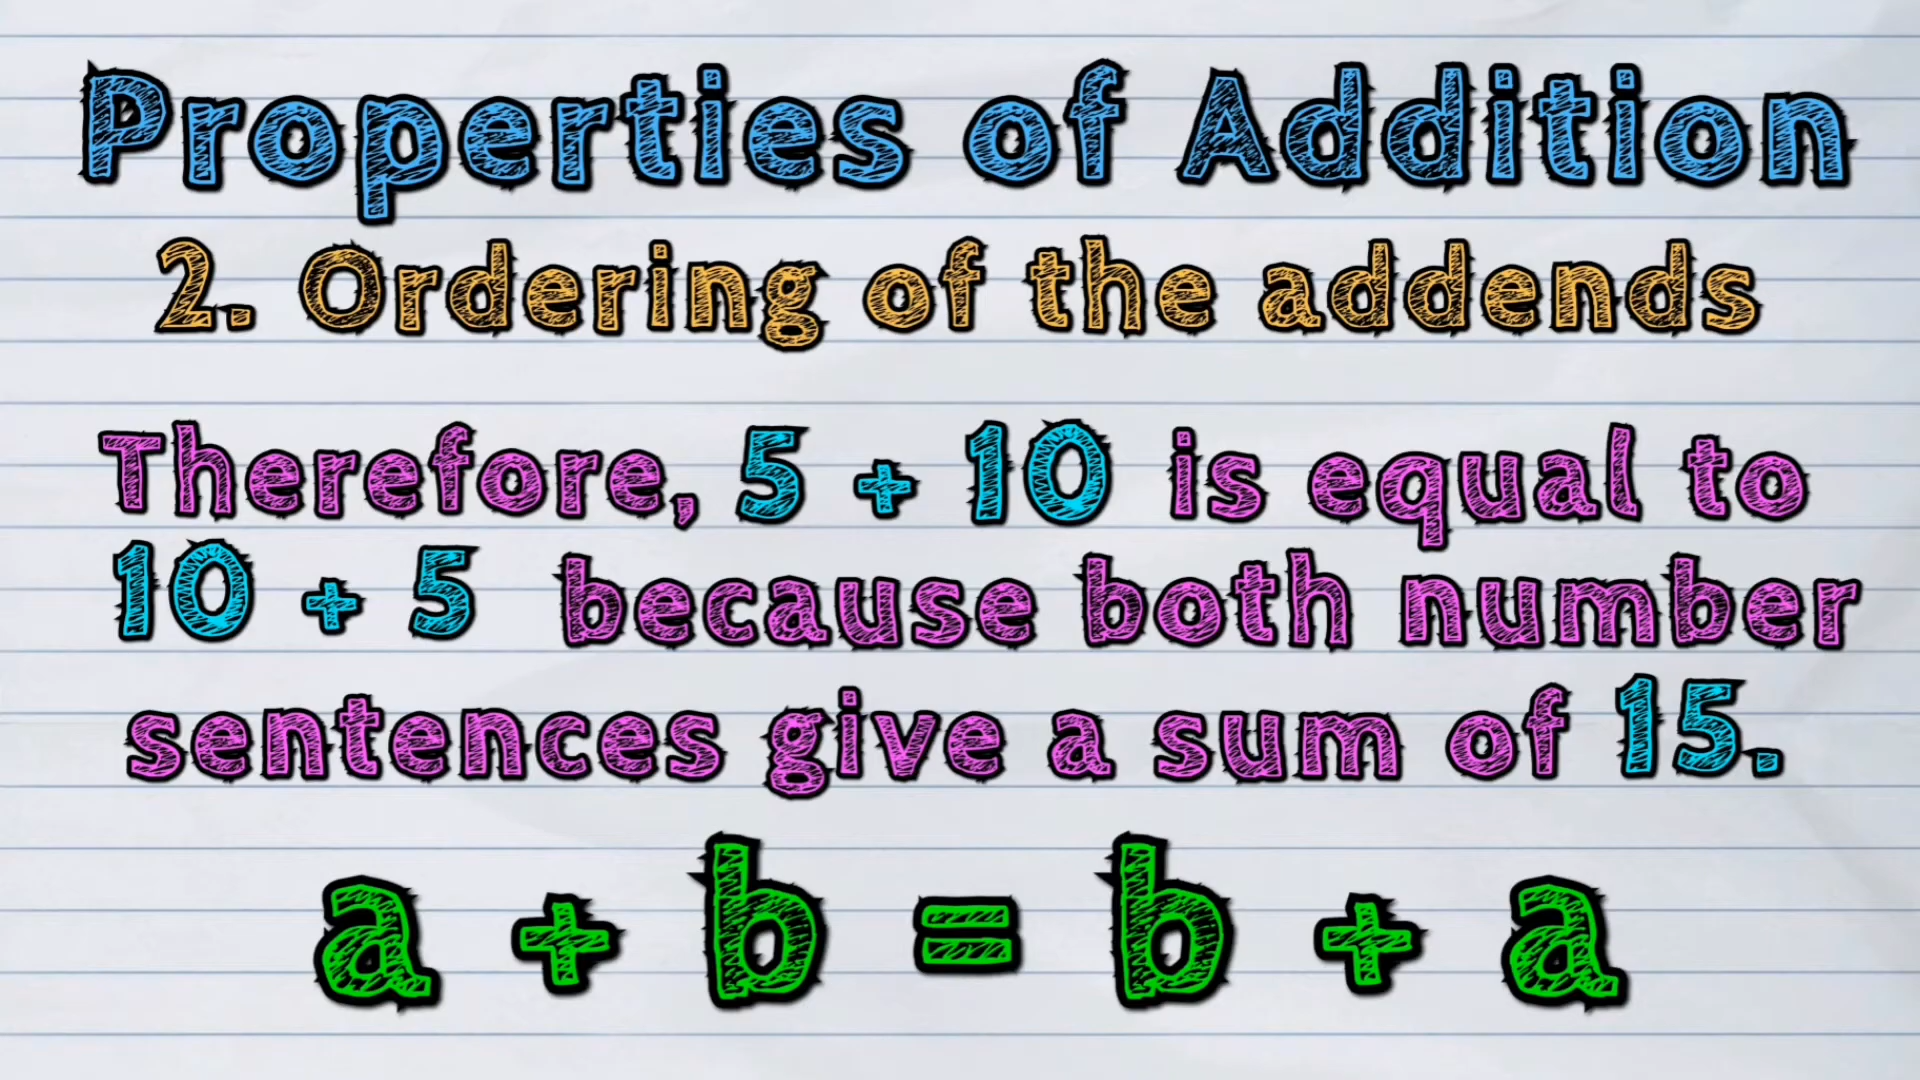 Properties of Addition
2. Ordering of the addends
Therefore, 5 + 10 is equal to
10 + 5 because both number
sentences give a sum of 15.
a + b = b + a